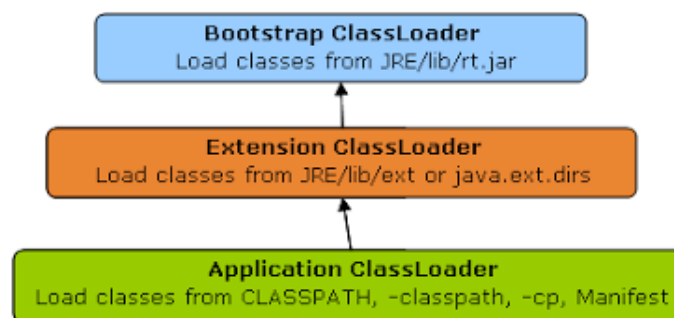 Bootstrap ClassLoader
Load classes from JRE/lib/rt.jar
Extension ClassLoader
Load classes from JRE/lib/ext or java.ext.dirs
Application ClassLoader
Load classes from CLASSPATH, -classpath, -cp, Manifest